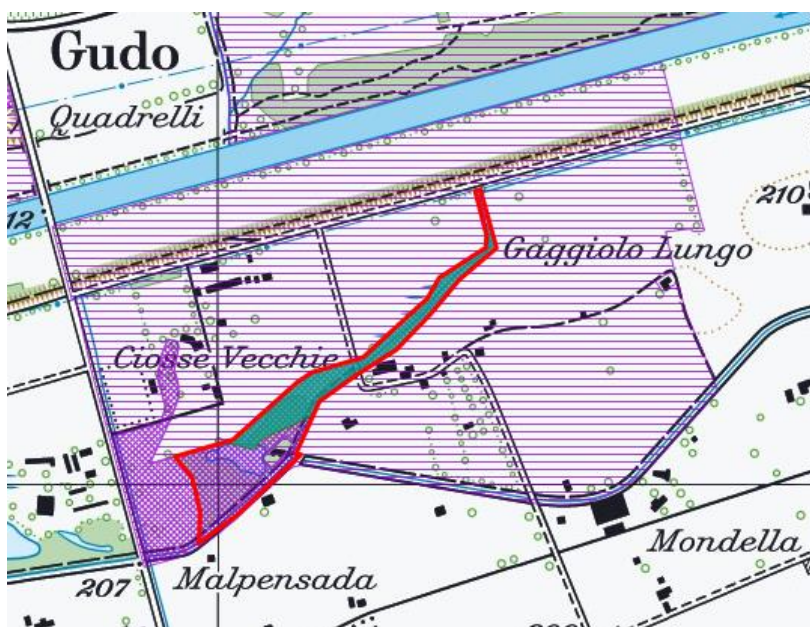 Gudo
Quadrelli
12
210
Gaggiolo Lungo
Ciosse Vecchie
Mondella
207
Malpensada